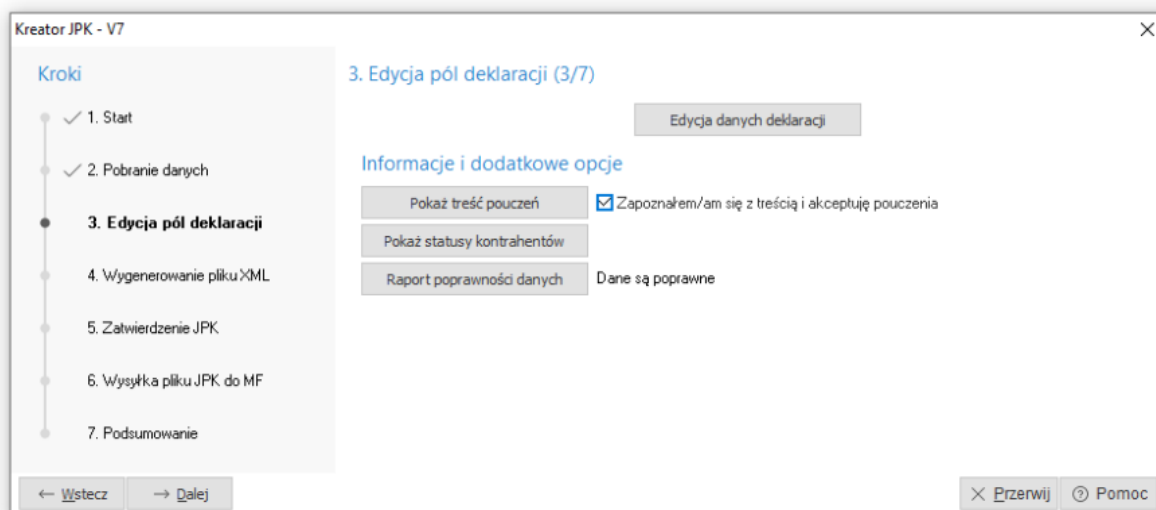 Kreator JPK - V7
Kroki
1. Start
2. Pobranie danych
3. Edycja pól deklaracji
4. Wygenerowanie pliku XML
5. Zatwierdzenie JPK
6. Wysyłka pliku JPK do MF
7. Podsumowanie
3. Edycja pól deklaracji (3/7)
Edycja danych deklaracji
Informacje i dodatkowe opcje
Pokaż treść pouczeń Zapoznałem/am się z treścią i akceptuję pouczenia
Pokaż statusy kontrahentów
Raport poprawności danych Dane są poprawne
Wstecz Dalej Przerwij Pomoc